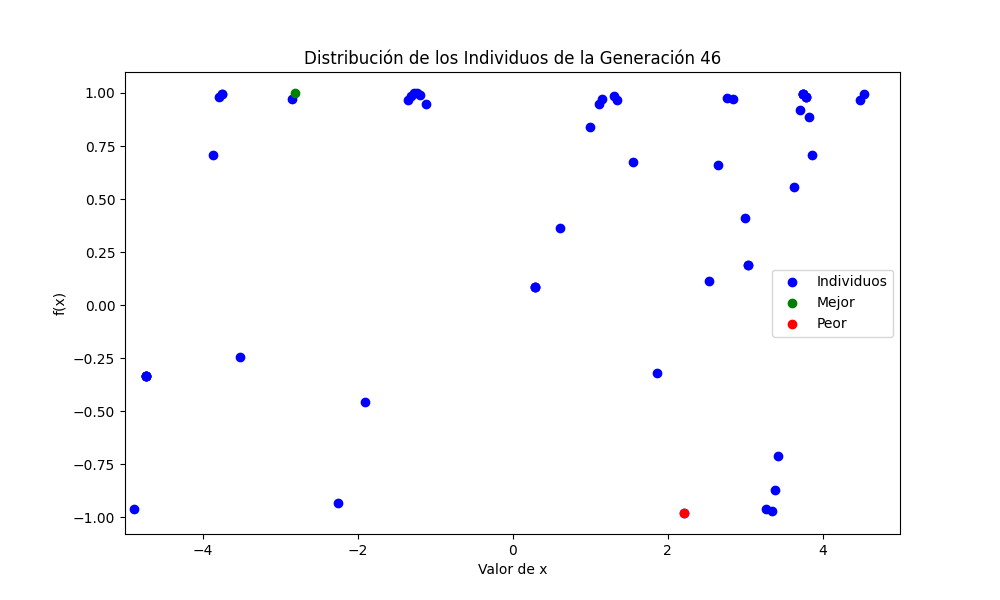 Distribución de los Individuos de la Generación 46
1.00
0.75
0.50
0.25
0.00
−0.25
−0.50
−0.75
−1.00
f(x)
Individuos
Mejor
Peor
−4
−2
0
2
4
Valor de x